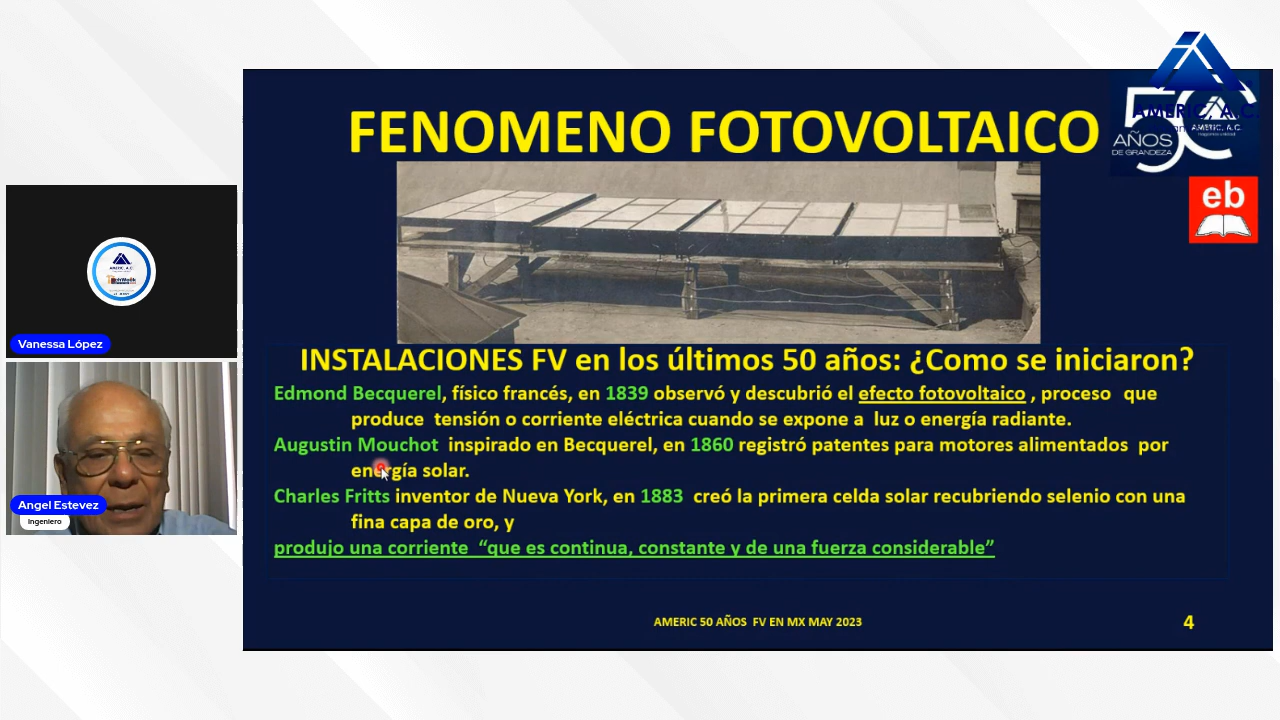 FENOMENO FOTOVOLTAICO
AMERIC, A.C.
50
AÑOS
DE GRANDEZA
AMERIC, A.C.
eb
INSTALACIONES FV en los últimos 50 años: ¿Como se iniciaron?
Edmond Becquerel, físico francés, en 1839 observó y descubrió el efecto fotovoltaico , proceso que
produce tensión o corriente eléctrica cuando se expone a luz o energía radiante.
Augustin Mouchot inspirado en Becquerel, en 1860 registró patentes para motores alimentados por
energía solar.
Charles Fritts inventor de Nueva York, en 1883 creó la primera celda solar recubriendo selenio con una
fina capa de oro, y
produjo una corriente “que es continua, constante y de una fuerza considerable”
AMERIC 50 AÑOS FV EN MX MAY 2023
4
AMERIC, A.C.
Vanessa López
Angel Estevez
Ingeniero